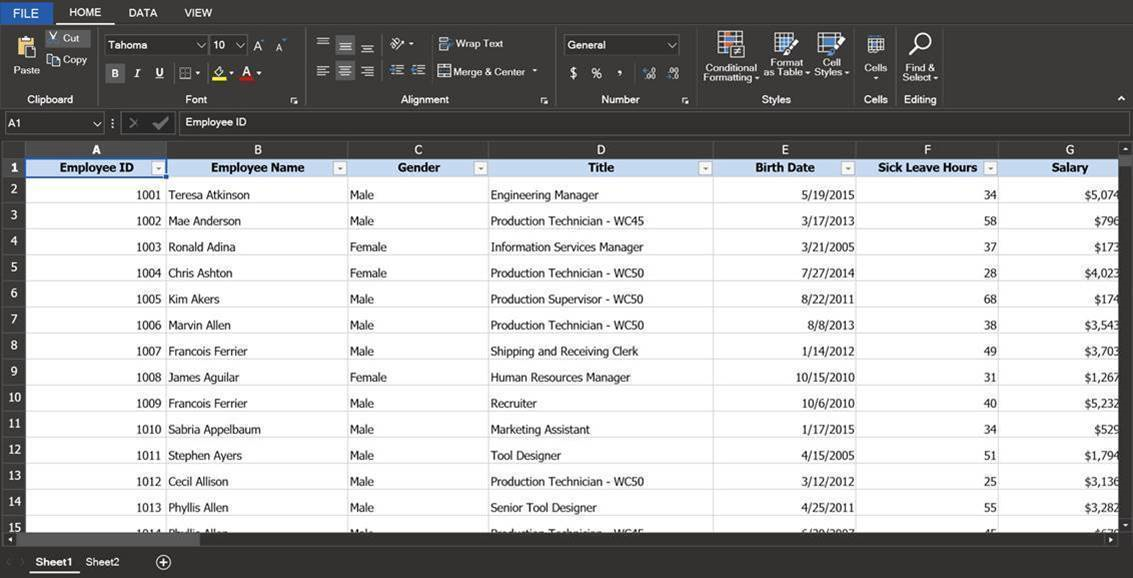 FILE HOME DATA VIEW
Cut
Copy
Paste
Clipboard
Tahoma 10 A A
B I U A
Font
Wrap Text
Merge & Center
Alignment
General
$ % ,
Number
Conditional Formatting
Format as Table
Cell Styles
Styles
Cells
Cells
Find & Select
Editing
A1 Employee ID
A B C D E F G
1 Employee ID Employee Name Gender Title Birth Date Sick Leave Hours Salary
2 1001 Teresa Atkinson Male Engineering Manager 5/19/2015 34 $5,074
3 1002 Mae Anderson Male Production Technician - WC45 3/17/2013 58 $796
4 1003 Ronald Adina Female Information Services Manager 3/21/2005 37 $173
5 1004 Chris Ashton Female Production Technician - WC50 7/27/2014 28 $4,023
6 1005 Kim Akers Male Production Supervisor - WC50 8/22/2011 68 $174
7 1006 Marvin Allen Male Production Technician - WC50 8/8/2013 38 $3,543
8 1007 Francois Ferrier Male Shipping and Receiving Clerk 1/14/2012 49 $3,703
9 1008 James Aguilar Female Human Resources Manager 10/15/2010 31 $1,267
10 1009 Francois Ferrier Male Recruiter 10/6/2010 40 $5,232
11 1010 Sabria Appelbaum Male Marketing Assistant 1/17/2015 34 $529
12 1011 Stephen Ayers Male Tool Designer 4/15/2005 51 $1,794
13 1012 Cecil Allison Male Production Technician - WC50 3/12/2012 25 $3,136
14 1013 Phyllis Allen Male Senior Tool Designer 4/25/2011 55 $3,282
15 1014 Phyllis Allen Male Production Technician - WC45
Sheet1 Sheet2